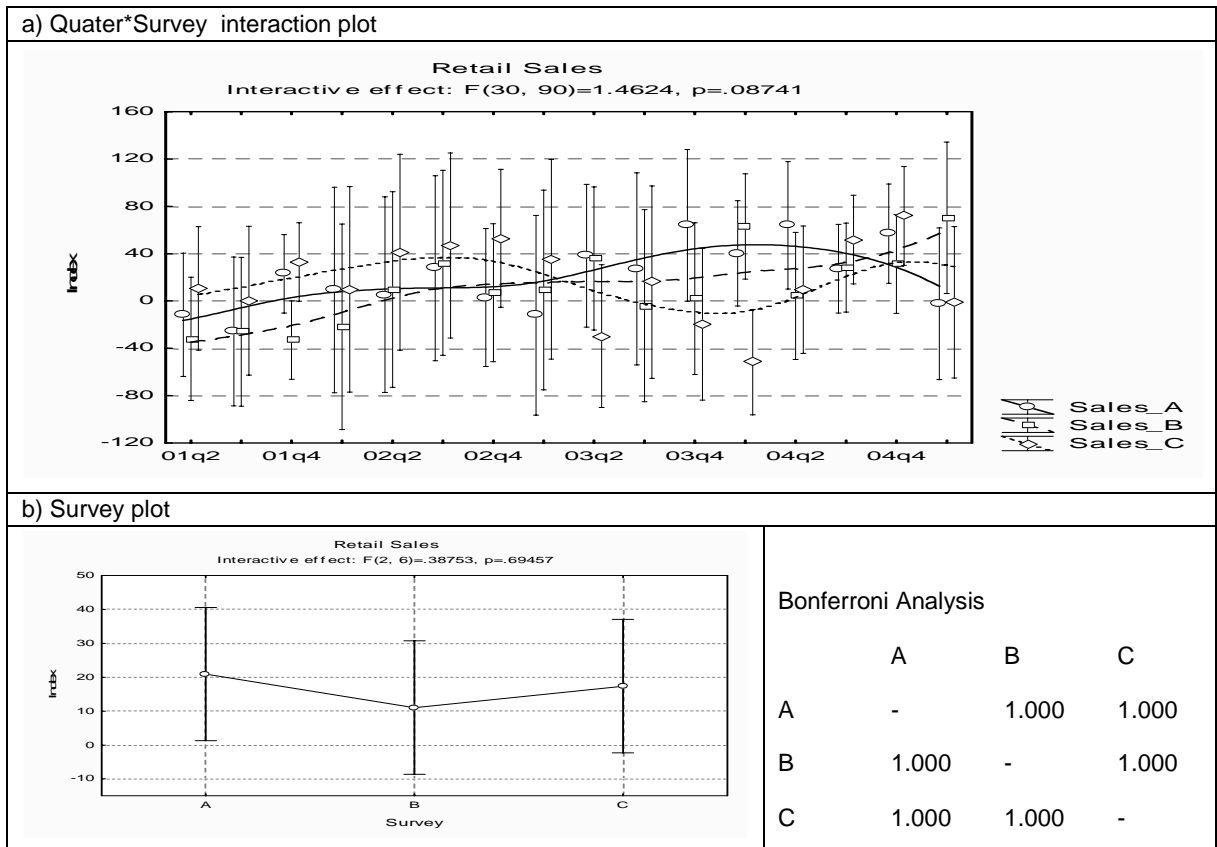 a) Quater*Survey interaction plot
Retail Sales
Interactive effect: F(30, 90)=1.4624, p=.08741
160
120
80
40
0
-40
-80
-120
Index
01q2 01q4 02q2 02q4 03q2 03q4 04q2 04q4
Sales_A
Sales_B
Sales_C
b) Survey plot
Retail Sales
Interactive effect: F(2, 6)=.38753, p=.69457
50
40
30
20
10
0
-10
Index
A B C
Survey
Bonferroni Analysis
A B C
A - 1.000 1.000
B 1.000 - 1.000
C 1.000 1.000 -